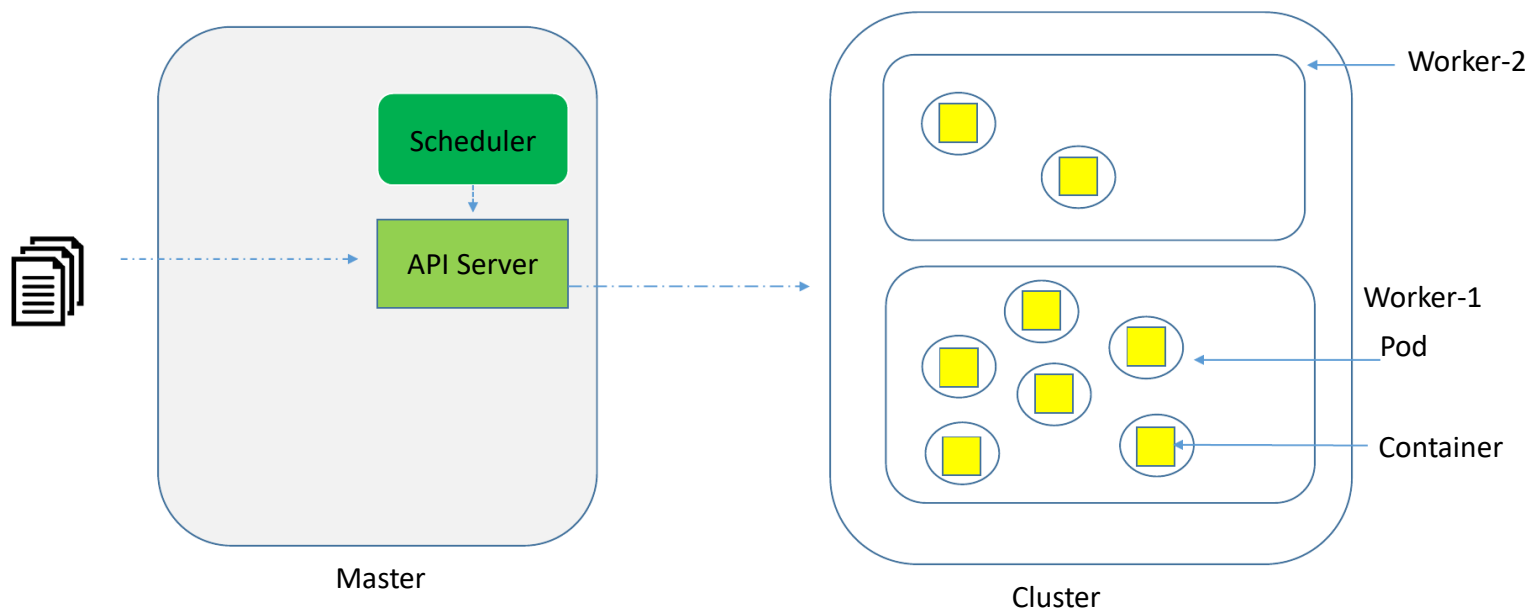 Scheduler
API Server
Master
Worker-2
Worker-1
Pod
Container
Cluster